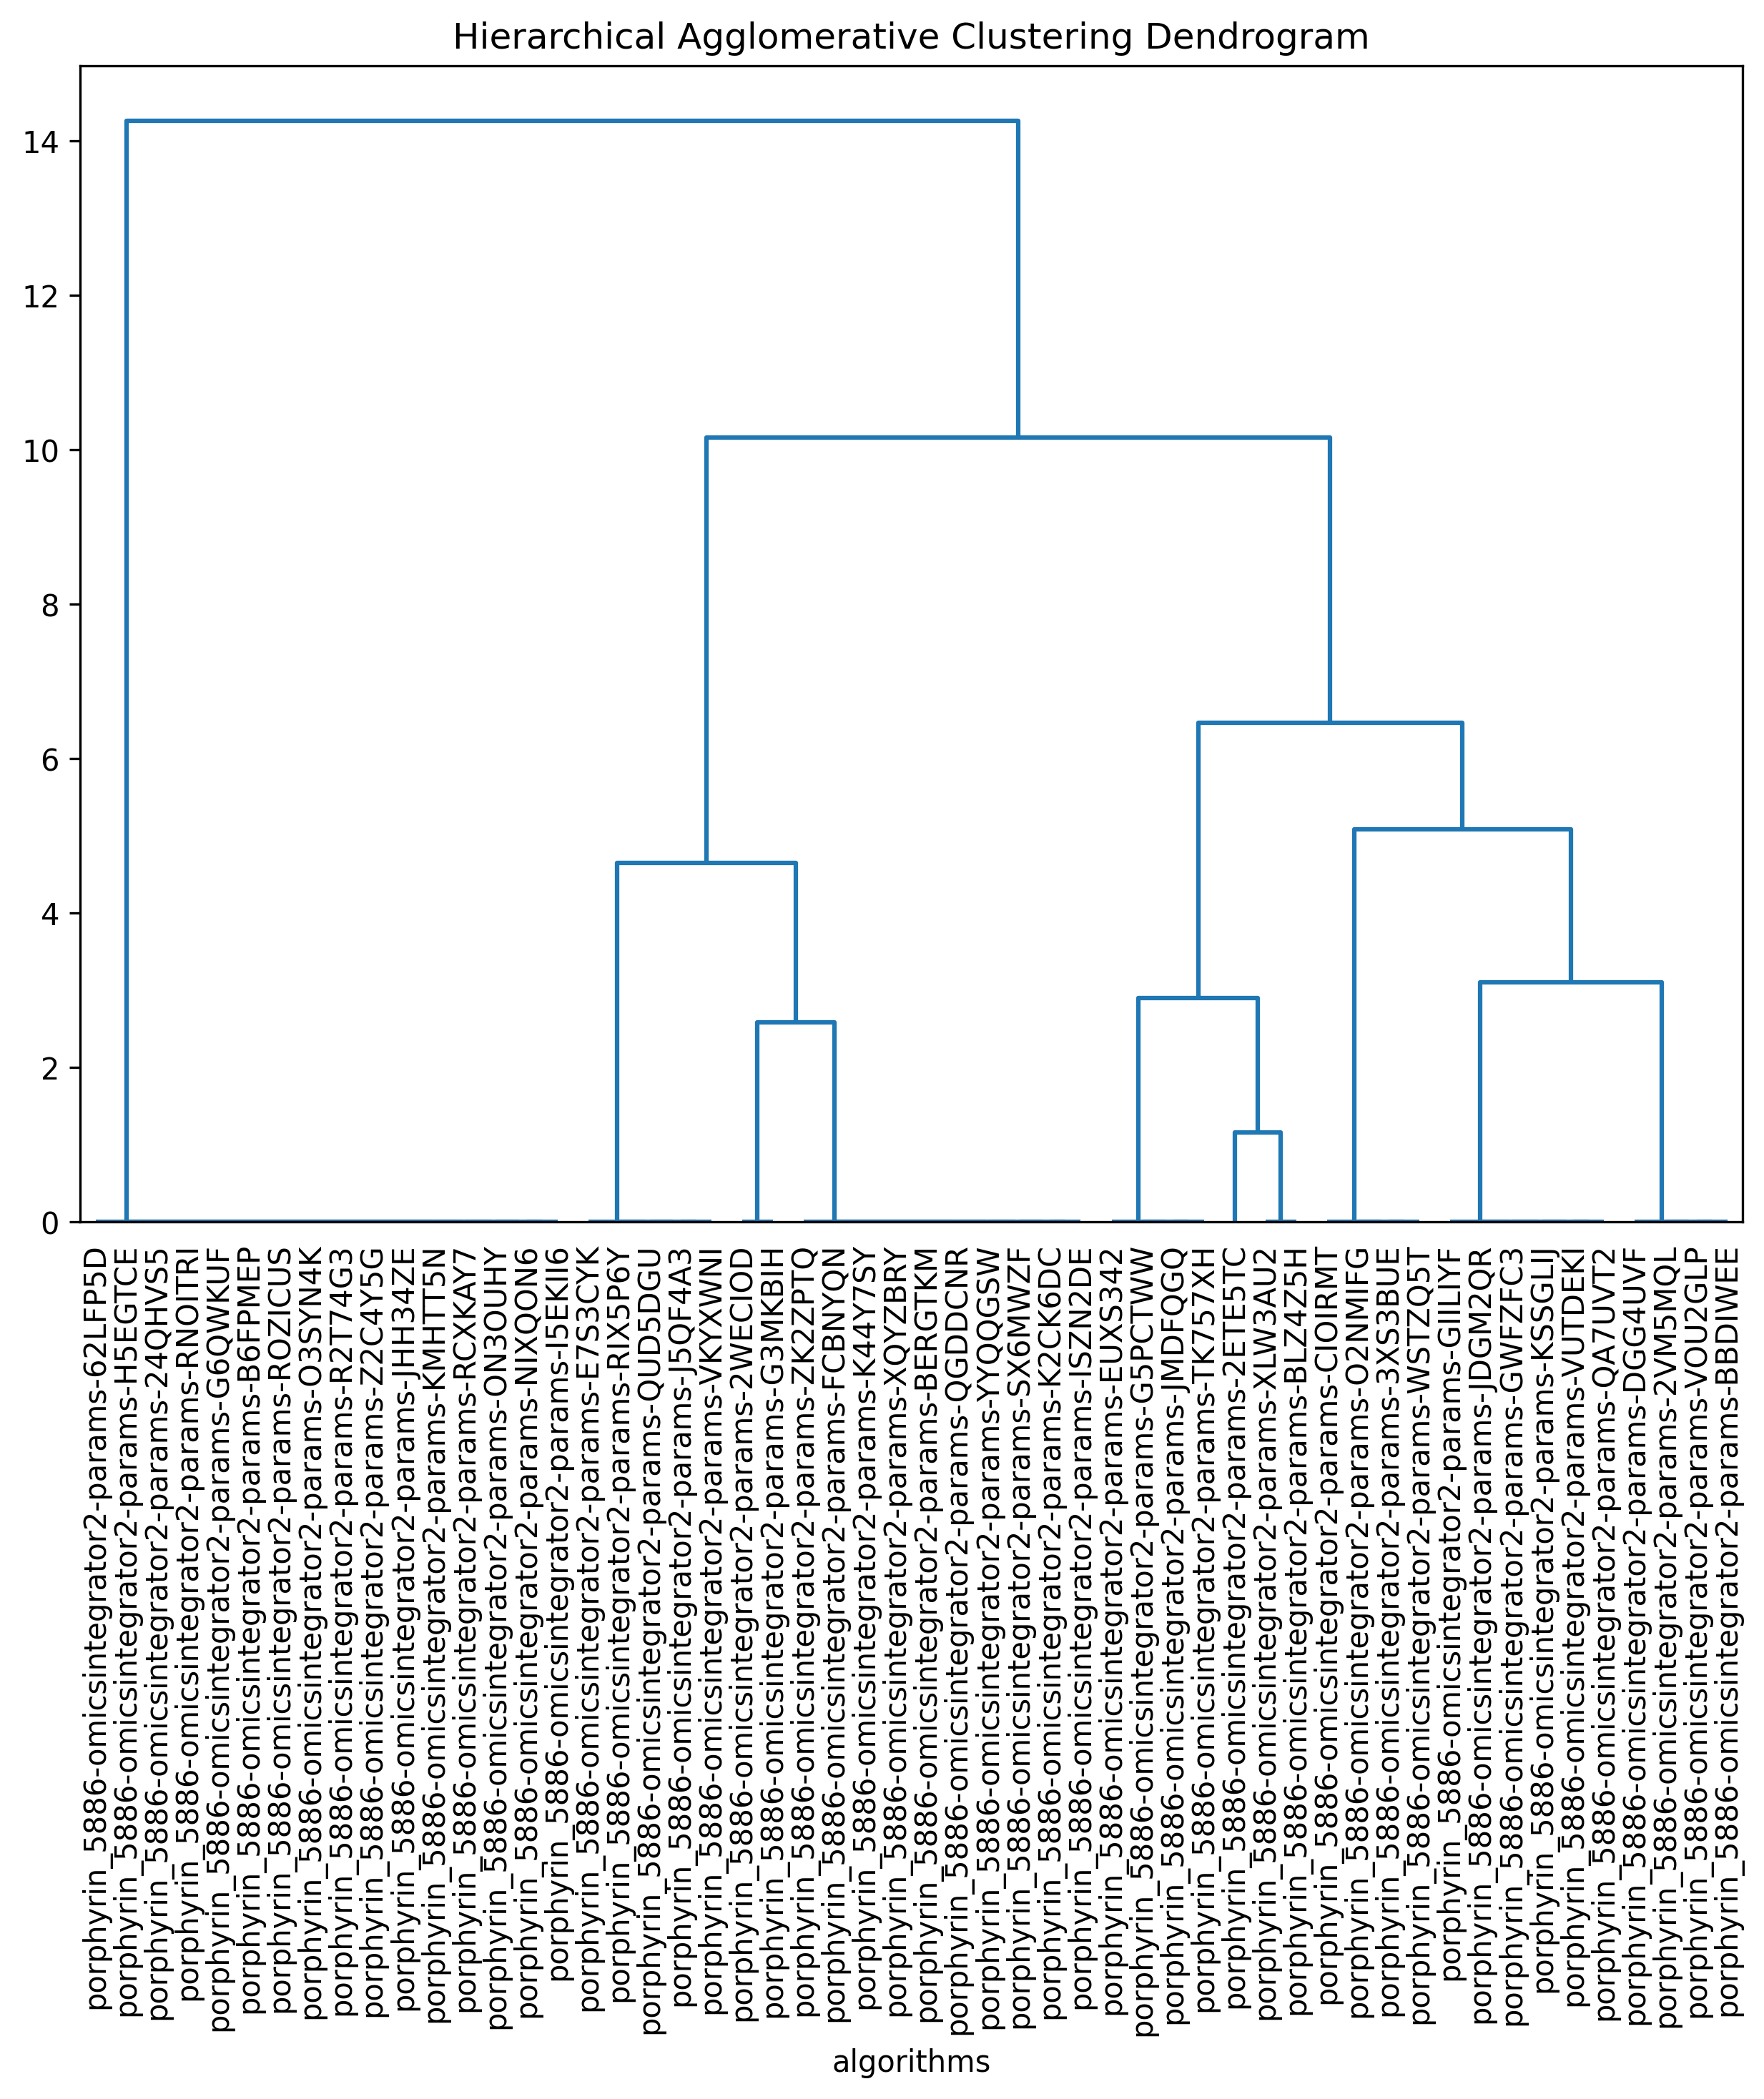 Hierarchical Agglomerative Clustering Dendrogram
14
12
10
8
6
4
2
0
porphyrin_5886-omicsintegrator2-params-62LFP5D
porphyrin_5886-omicsintegrator2-params-H5EGTCE
porphyrin_5886-omicsintegrator2-params-24QHVS5
porphyrin_5886-omicsintegrator2-params-RNOITRI
porphyrin_5886-omicsintegrator2-params-G6QWKUF
porphyrin_5886-omicsintegrator2-params-B6FPMEP
porphyrin_5886-omicsintegrator2-params-ROZICUS
porphyrin_5886-omicsintegrator2-params-O3SYN4K
porphyrin_5886-omicsintegrator2-params-R2T74G3
porphyrin_5886-omicsintegrator2-params-Z2C4Y5G
porphyrin_5886-omicsintegrator2-params-JHH34ZE
porphyrin_5886-omicsintegrator2-params-KMHTT5N
porphyrin_5886-omicsintegrator2-params-RCXKAY7
porphyrin_5886-omicsintegrator2-params-ON3OUHY
porphyrin_5886-omicsintegrator2-params-NIXQON6
porphyrin_5886-omicsintegrator2-params-I5EKII6
porphyrin_5886-omicsintegrator2-params-E7S3CYK
porphyrin_5886-omicsintegrator2-params-RIX5P6Y
porphyrin_5886-omicsintegrator2-params-QUD5DGU
porphyrin_5886-omicsintegrator2-params-J5QF4A3
porphyrin_5886-omicsintegrator2-params-VKYXWNI
porphyrin_5886-omicsintegrator2-params-2WECIOD
porphyrin_5886-omicsintegrator2-params-G3MKBIH
porphyrin_5886-omicsintegrator2-params-ZK2ZPTQ
porphyrin_5886-omicsintegrator2-params-FCBNYQN
porphyrin_5886-omicsintegrator2-params-K44Y7SY
porphyrin_5886-omicsintegrator2-params-XQYZBRY
porphyrin_5886-omicsintegrator2-params-BERGTKM
porphyrin_5886-omicsintegrator2-params-QGDDCNR
porphyrin_5886-omicsintegrator2-params-YYQQGSW
porphyrin_5886-omicsintegrator2-params-SX6MWZF
porphyrin_5886-omicsintegrator2-params-K2CK6DC
porphyrin_5886-omicsintegrator2-params-ISZN2DE
porphyrin_5886-omicsintegrator2-params-EUXS342
porphyrin_5886-omicsintegrator2-params-G5PCTWW
porphyrin_5886-omicsintegrator2-params-JMDFQGQ
porphyrin_5886-omicsintegrator2-params-TK757XH
porphyrin_5886-omicsintegrator2-params-2ETE5TC
porphyrin_5886-omicsintegrator2-params-XLW3AU2
porphyrin_5886-omicsintegrator2-params-BLZ4Z5H
porphyrin_5886-omicsintegrator2-params-CIOIRMT
porphyrin_5886-omicsintegrator2-params-O2NMIFG
porphyrin_5886-omicsintegrator2-params-3XS3BUE
porphyrin_5886-omicsintegrator2-params-WSTZQ5T
porphyrin_5886-omicsintegrator2-params-GIILIYF
porphyrin_5886-omicsintegrator2-params-JDGM2QR
porphyrin_5886-omicsintegrator2-params-GWFZFC3
porphyrin_5886-omicsintegrator2-params-KSSGLIJ
porphyrin_5886-omicsintegrator2-params-VUTDEKI
porphyrin_5886-omicsintegrator2-params-QA7UVT2
porphyrin_5886-omicsintegrator2-params-DGG4UVF
porphyrin_5886-omicsintegrator2-params-2VM5MQL
porphyrin_5886-omicsintegrator2-params-VOU2GLP
porphyrin_5886-omicsintegrator2-params-BBDIWEE
algorithms